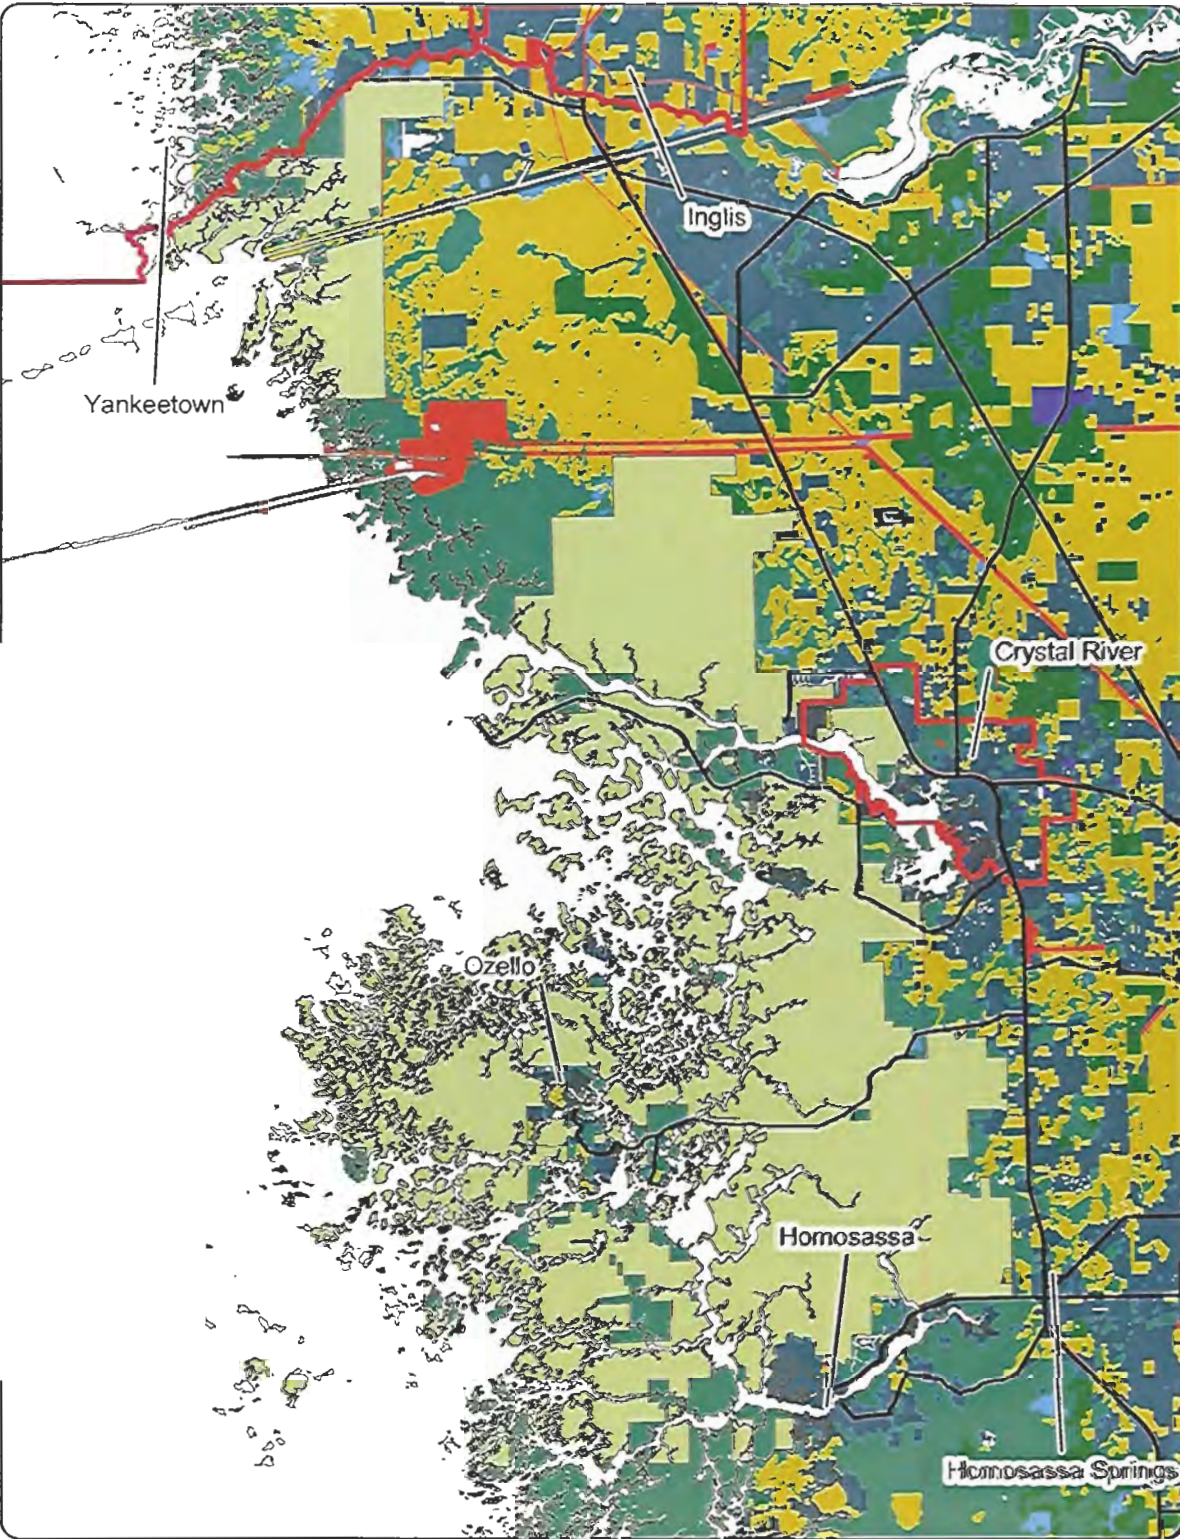 Inglis
Yankeetown
Crystal River
Ozello
Homosassa
Homosassa Springs